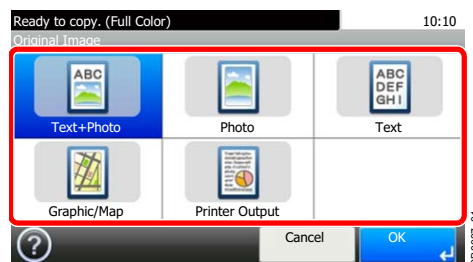 Ready to copy. (Full Color) 10:10
Original Image
ABC
ABC
DEF
GHI
Text+Photo Photo Text
Graphic/Map Printer Output
? Cancel OK